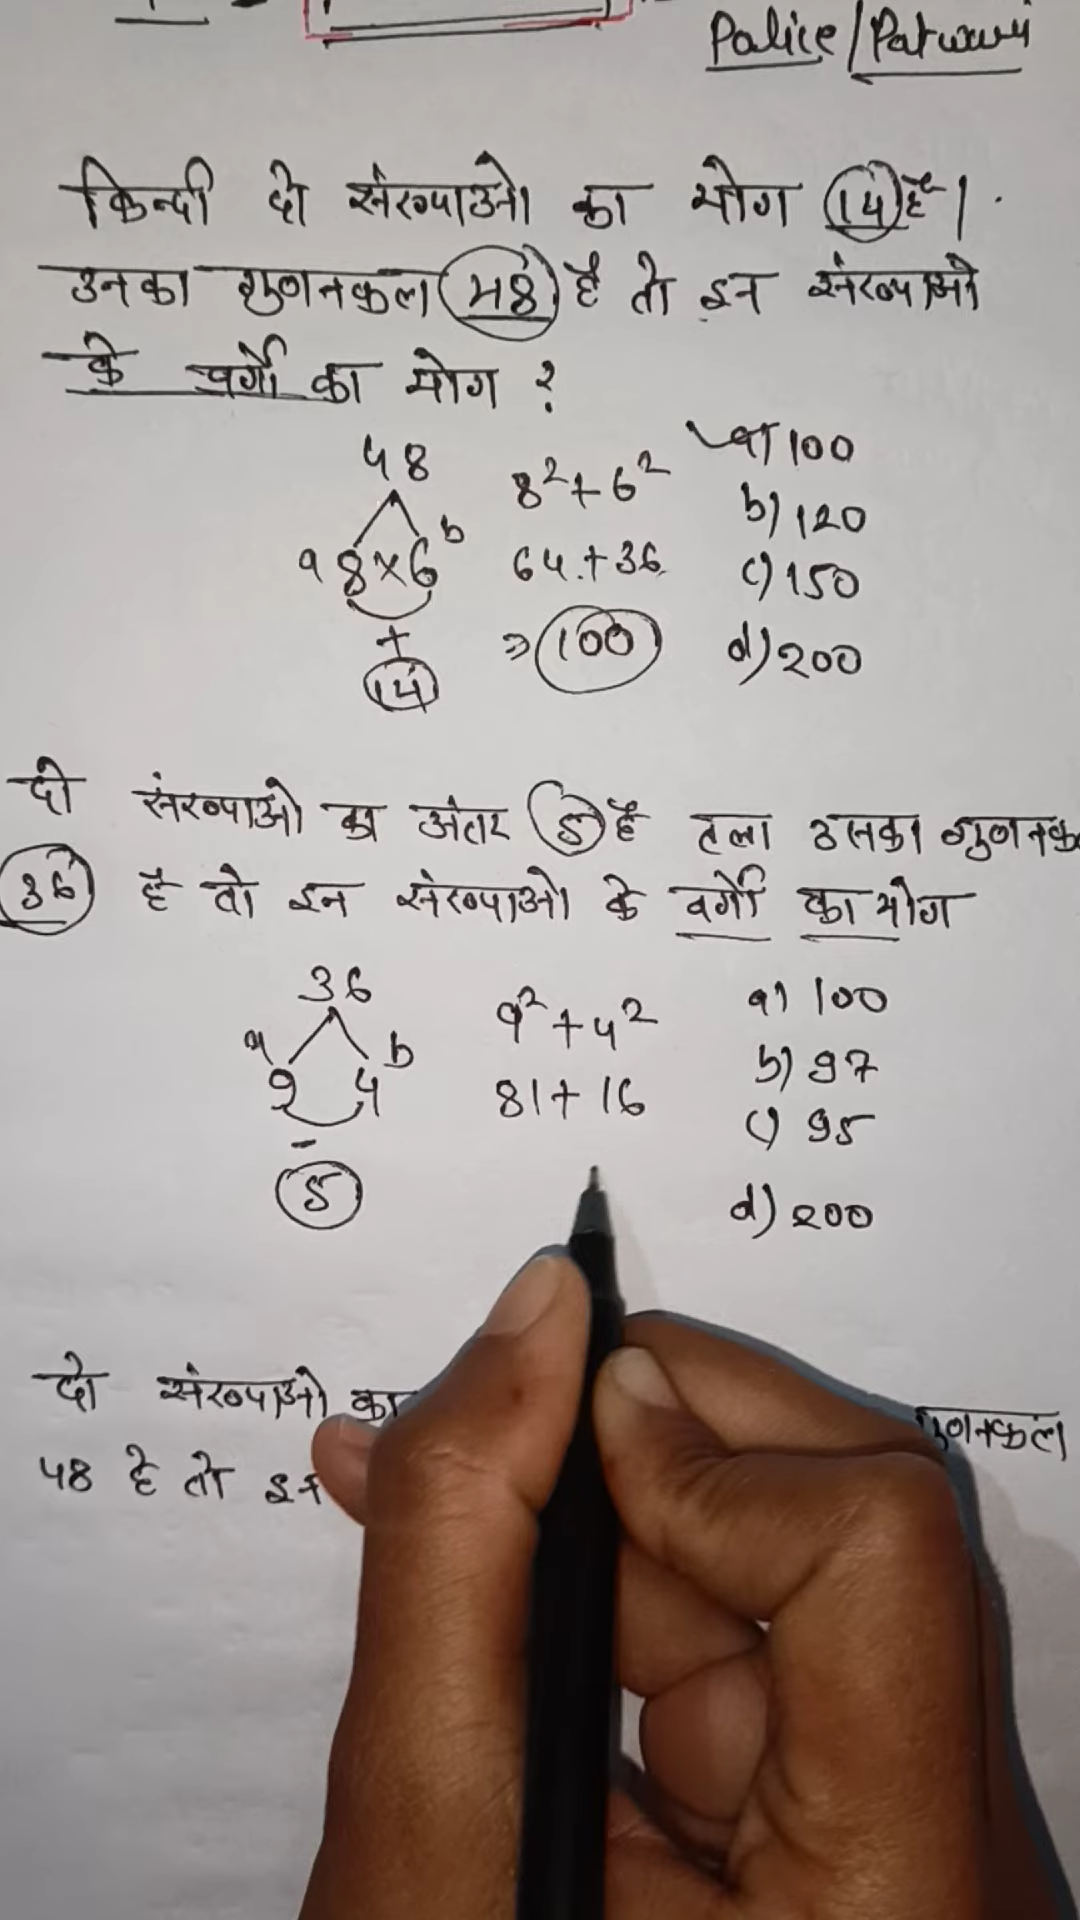 Police/Patwari
किन्ही दो संख्याओ का योग 14 है।
उनका गुणनफल 48 है तो इन संख्याओ
के वर्गो का योग ?
48
a 8×6 b
+
14
8²+6²
64+36
⇒ 100
a) 100
b) 120
c) 150
d) 200
दो संख्याओ का अंतर 5 है तथा उसका
36 है तो इन संख्याओ के वर्गो का योग
36
a b
9 4
-
5
9²+4²
81+16
a) 100
b) 97
c) 95
d) 200
दो संख्याओ का गुणनफल
48 है तो इन